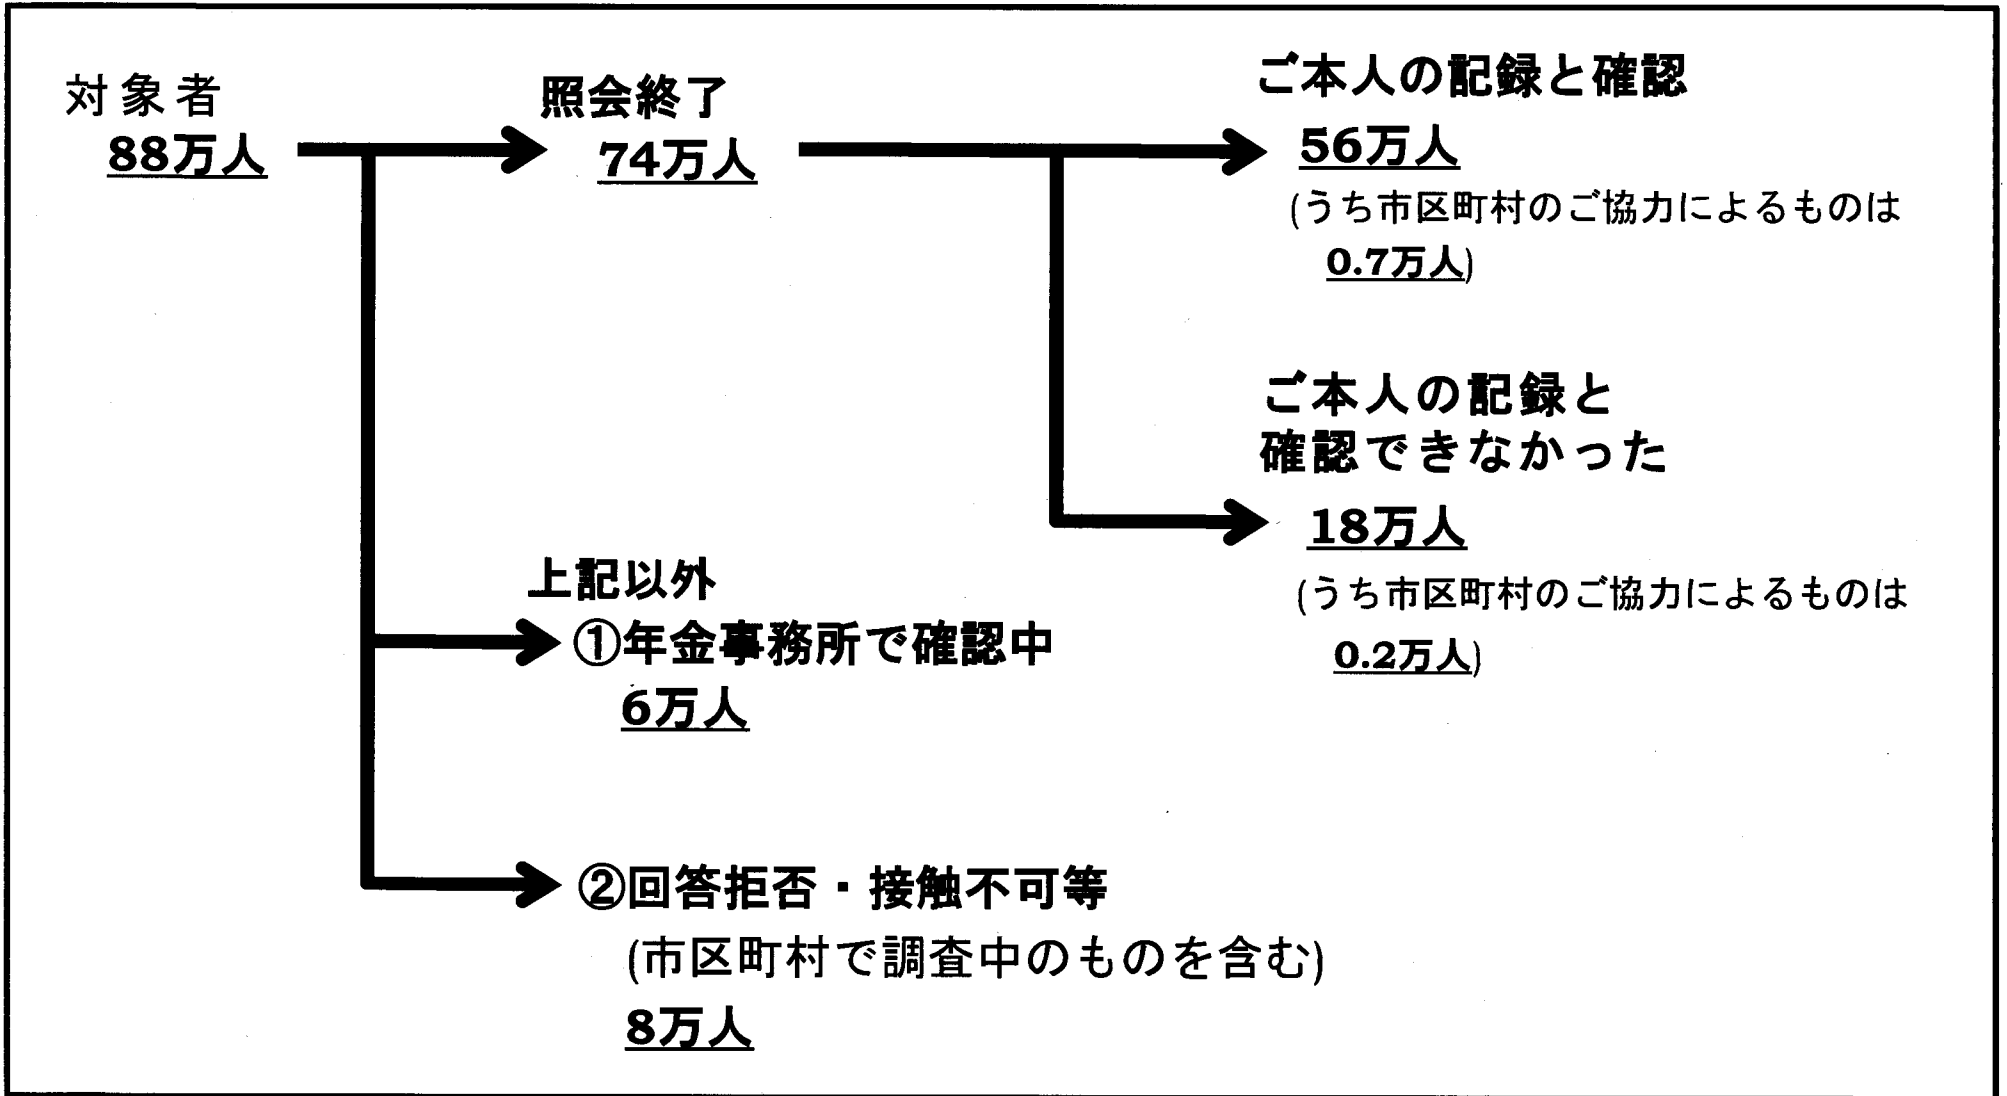 対象者
88万人
照会終了
74万人
ご本人の記録と確認
56万人
(うち市区町村のご協力によるものは
0.7万人)
ご本人の記録と
確認できなかった
18万人
(うち市区町村のご協力によるものは
0.2万人)
上記以外
①年金事務所で確認中
6万人
②回答拒否・接触不可等
(市区町村で調査中のものを含む)
8万人